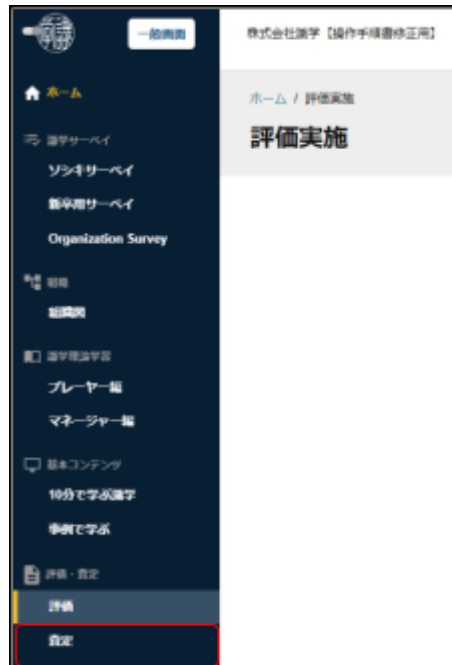 識学
一般画面
株式会社識学【操作手順書修正用】
ホーム
ホーム / 評価実施
評価実施
識学サーベイ
ソシキサーベイ
新卒用サーベイ
Organization Survey
組織
組織図
識学理論学習
プレーヤー編
マネージャー編
基本コンテンツ
10分で学ぶ識学
事例で学ぶ
評価・査定
評価
査定